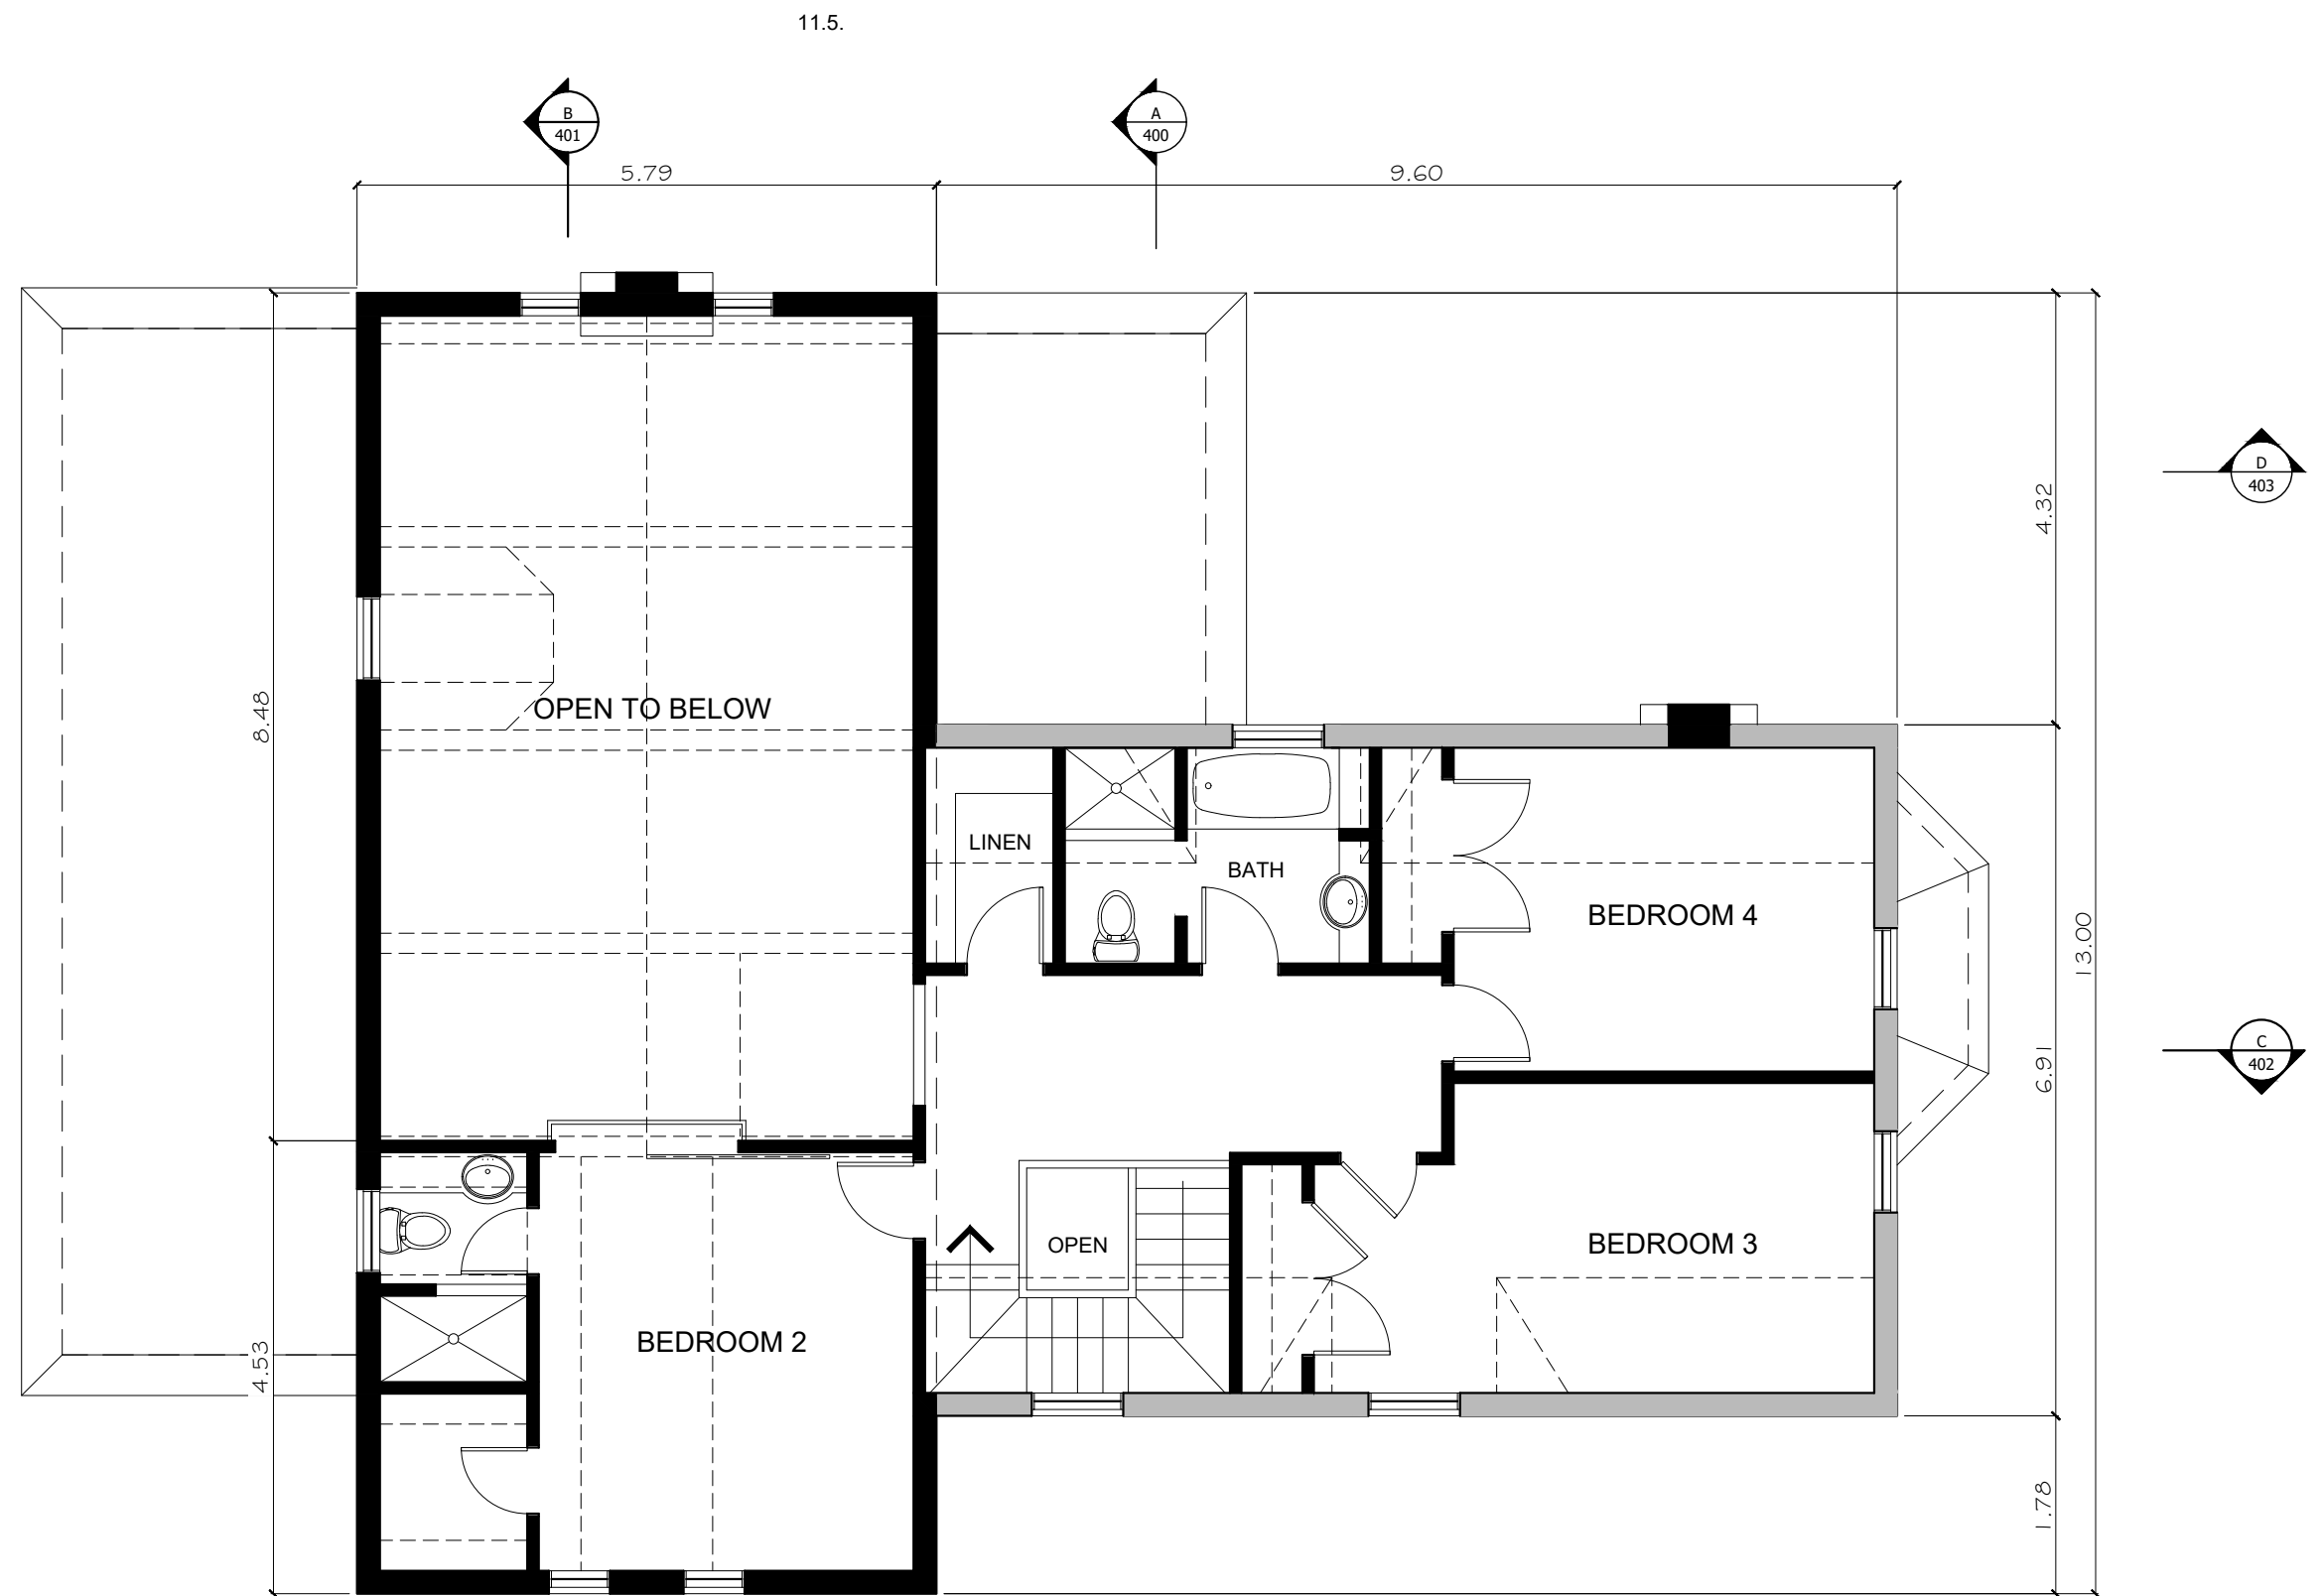 11.5.
B
401
A
400
5.79
9.60
D
403
4.32
8.48
OPEN TO BELOW
LINEN
BATH
BEDROOM 4
13.00
C
402
6.91
OPEN
BEDROOM 3
BEDROOM 2
4.53
1.78